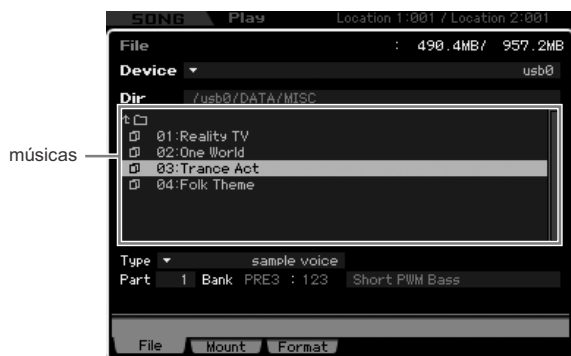 SONG Play Location 1:001 / Location 2:001
File : 490.4MB/ 957.2MB
Device usb0
Dir /usb0/DATA/MISC
músicas
01:Reality TV
02:One World
03:Trance Act
04:Folk Theme
Type sample voice
Part 1 Bank PRE3 : 123 Short PWM Bass
File Mount Format